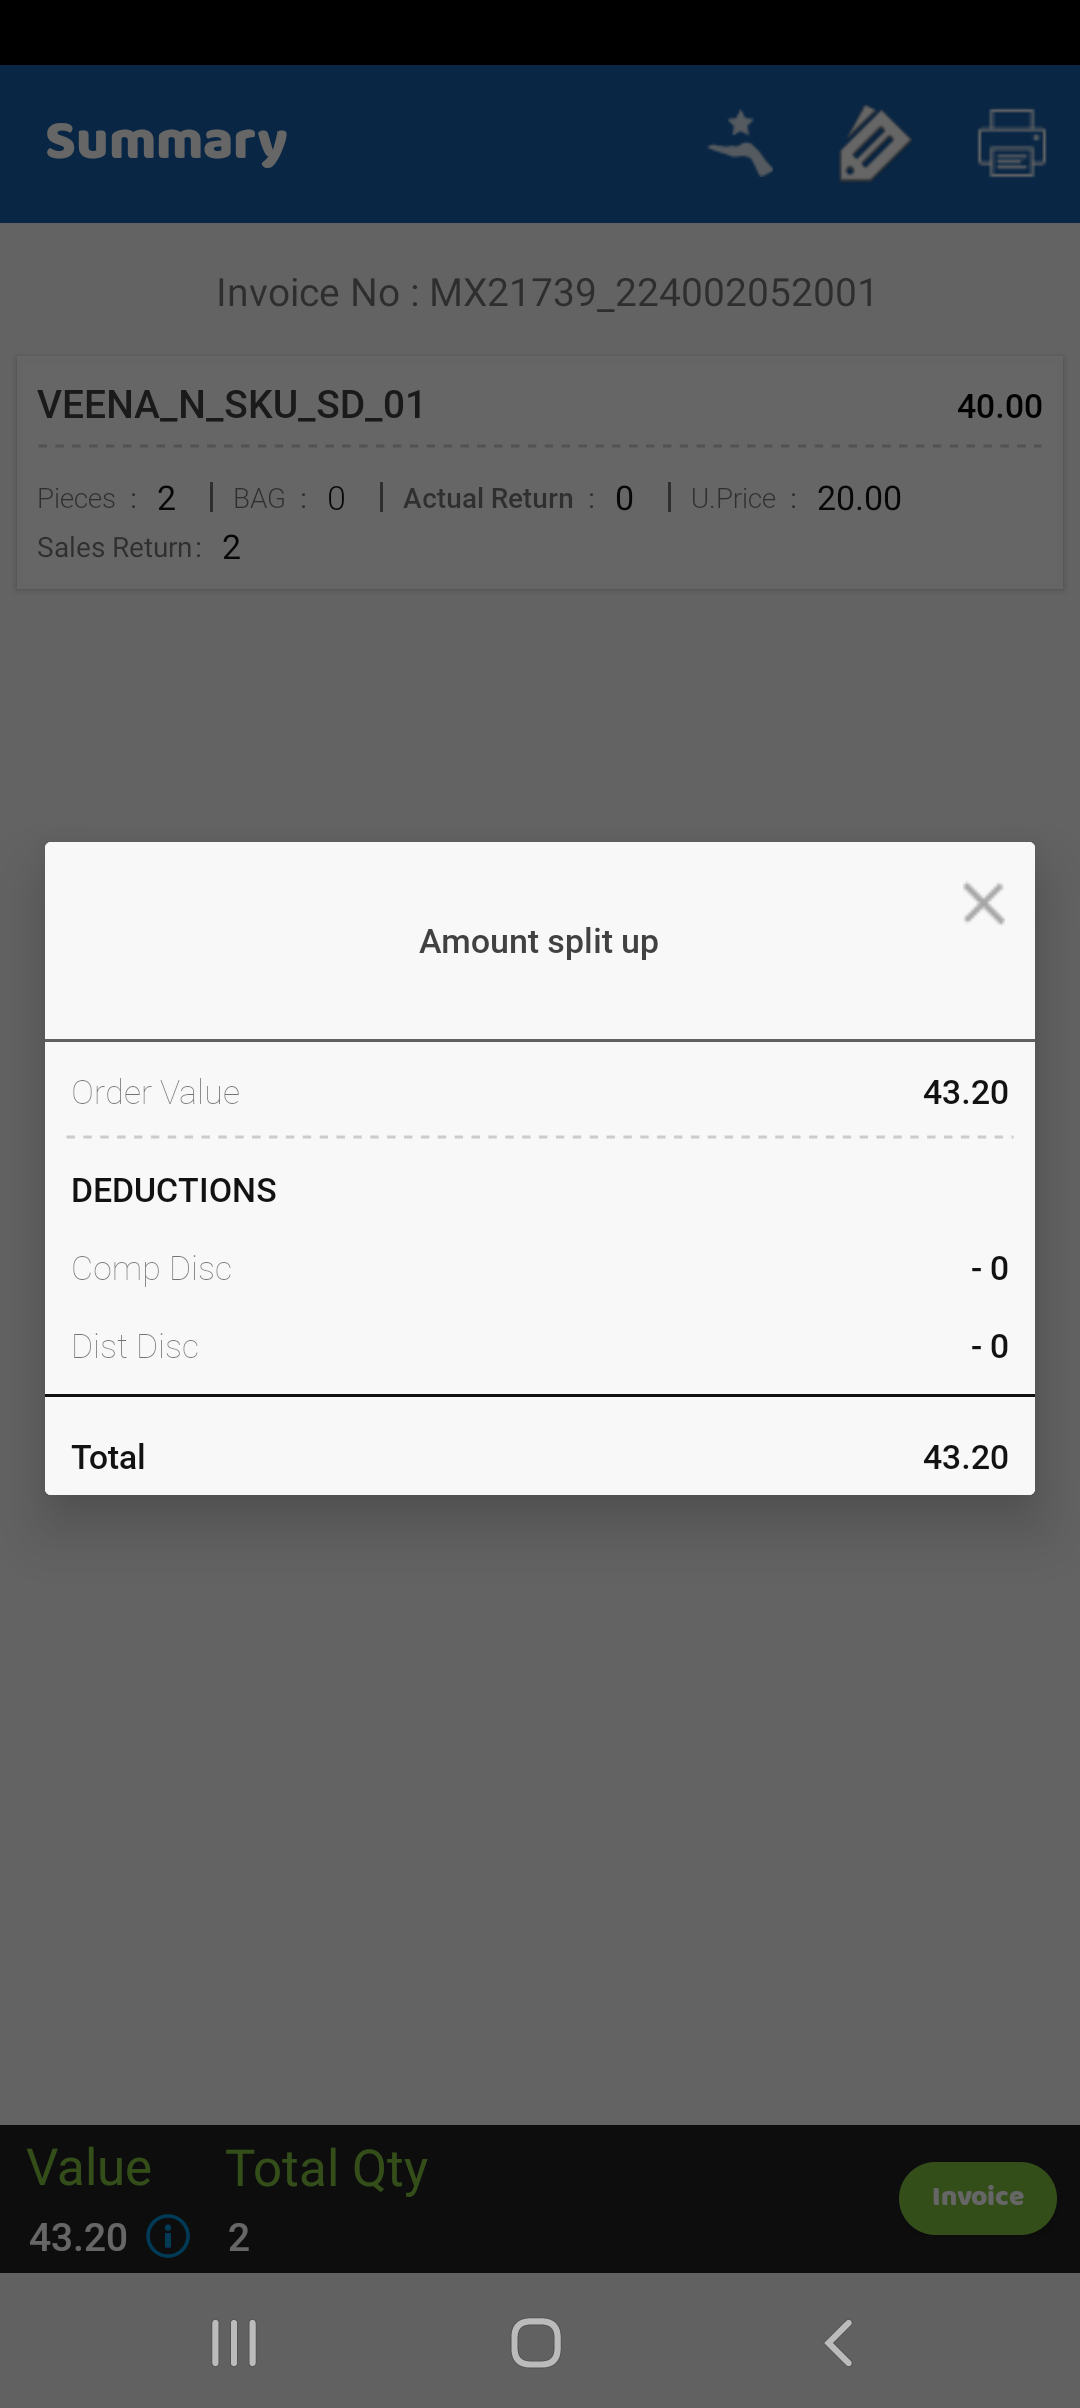 Summary
Invoice No : MX21739_224002052001
VEENA_N_SKU_SD_01 40.00
Pieces : 2 | BAG : 0 | Actual Return : 0 | U.Price : 20.00
Sales Return : 2
Amount split up
Order Value 43.20
DEDUCTIONS
Comp Disc - 0
Dist Disc - 0
Total 43.20
Value Total Qty
43.20 2
Invoice